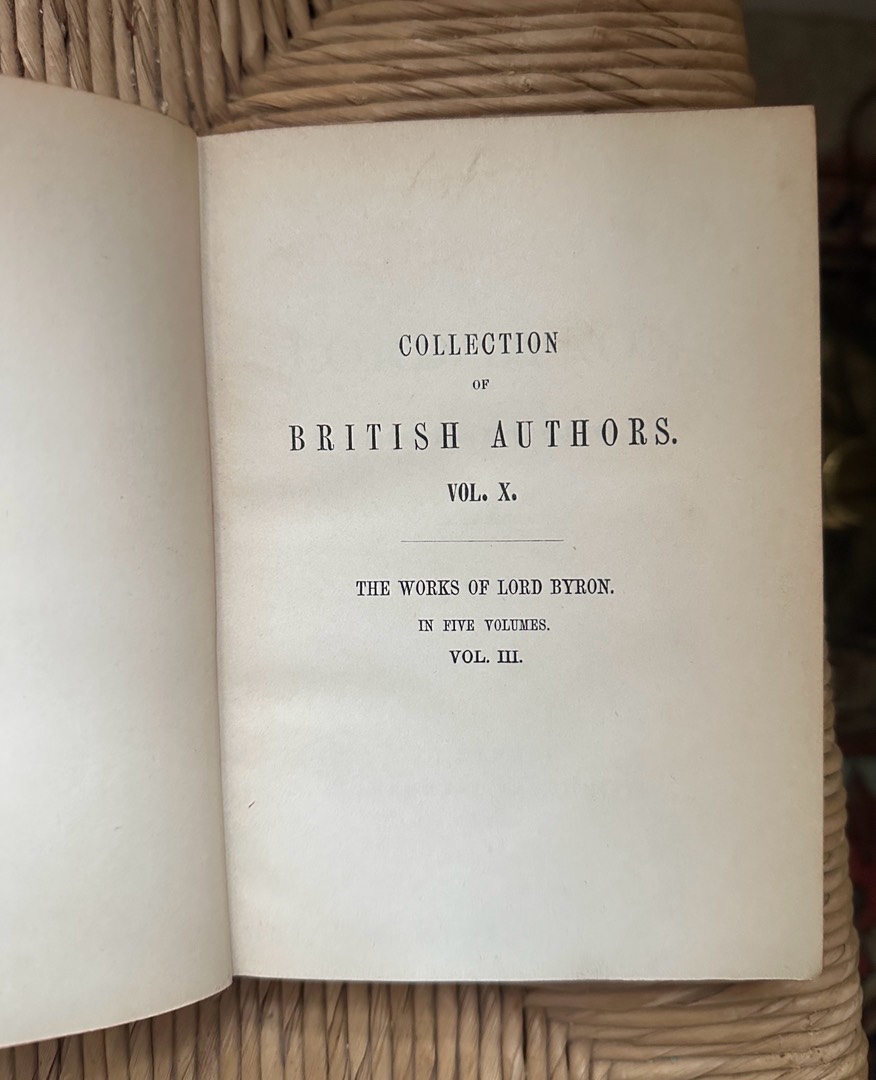 COLLECTION
OF
BRITISH AUTHORS.
VOL. X.
THE WORKS OF LORD BYRON.
IN FIVE VOLUMES.
VOL. III.